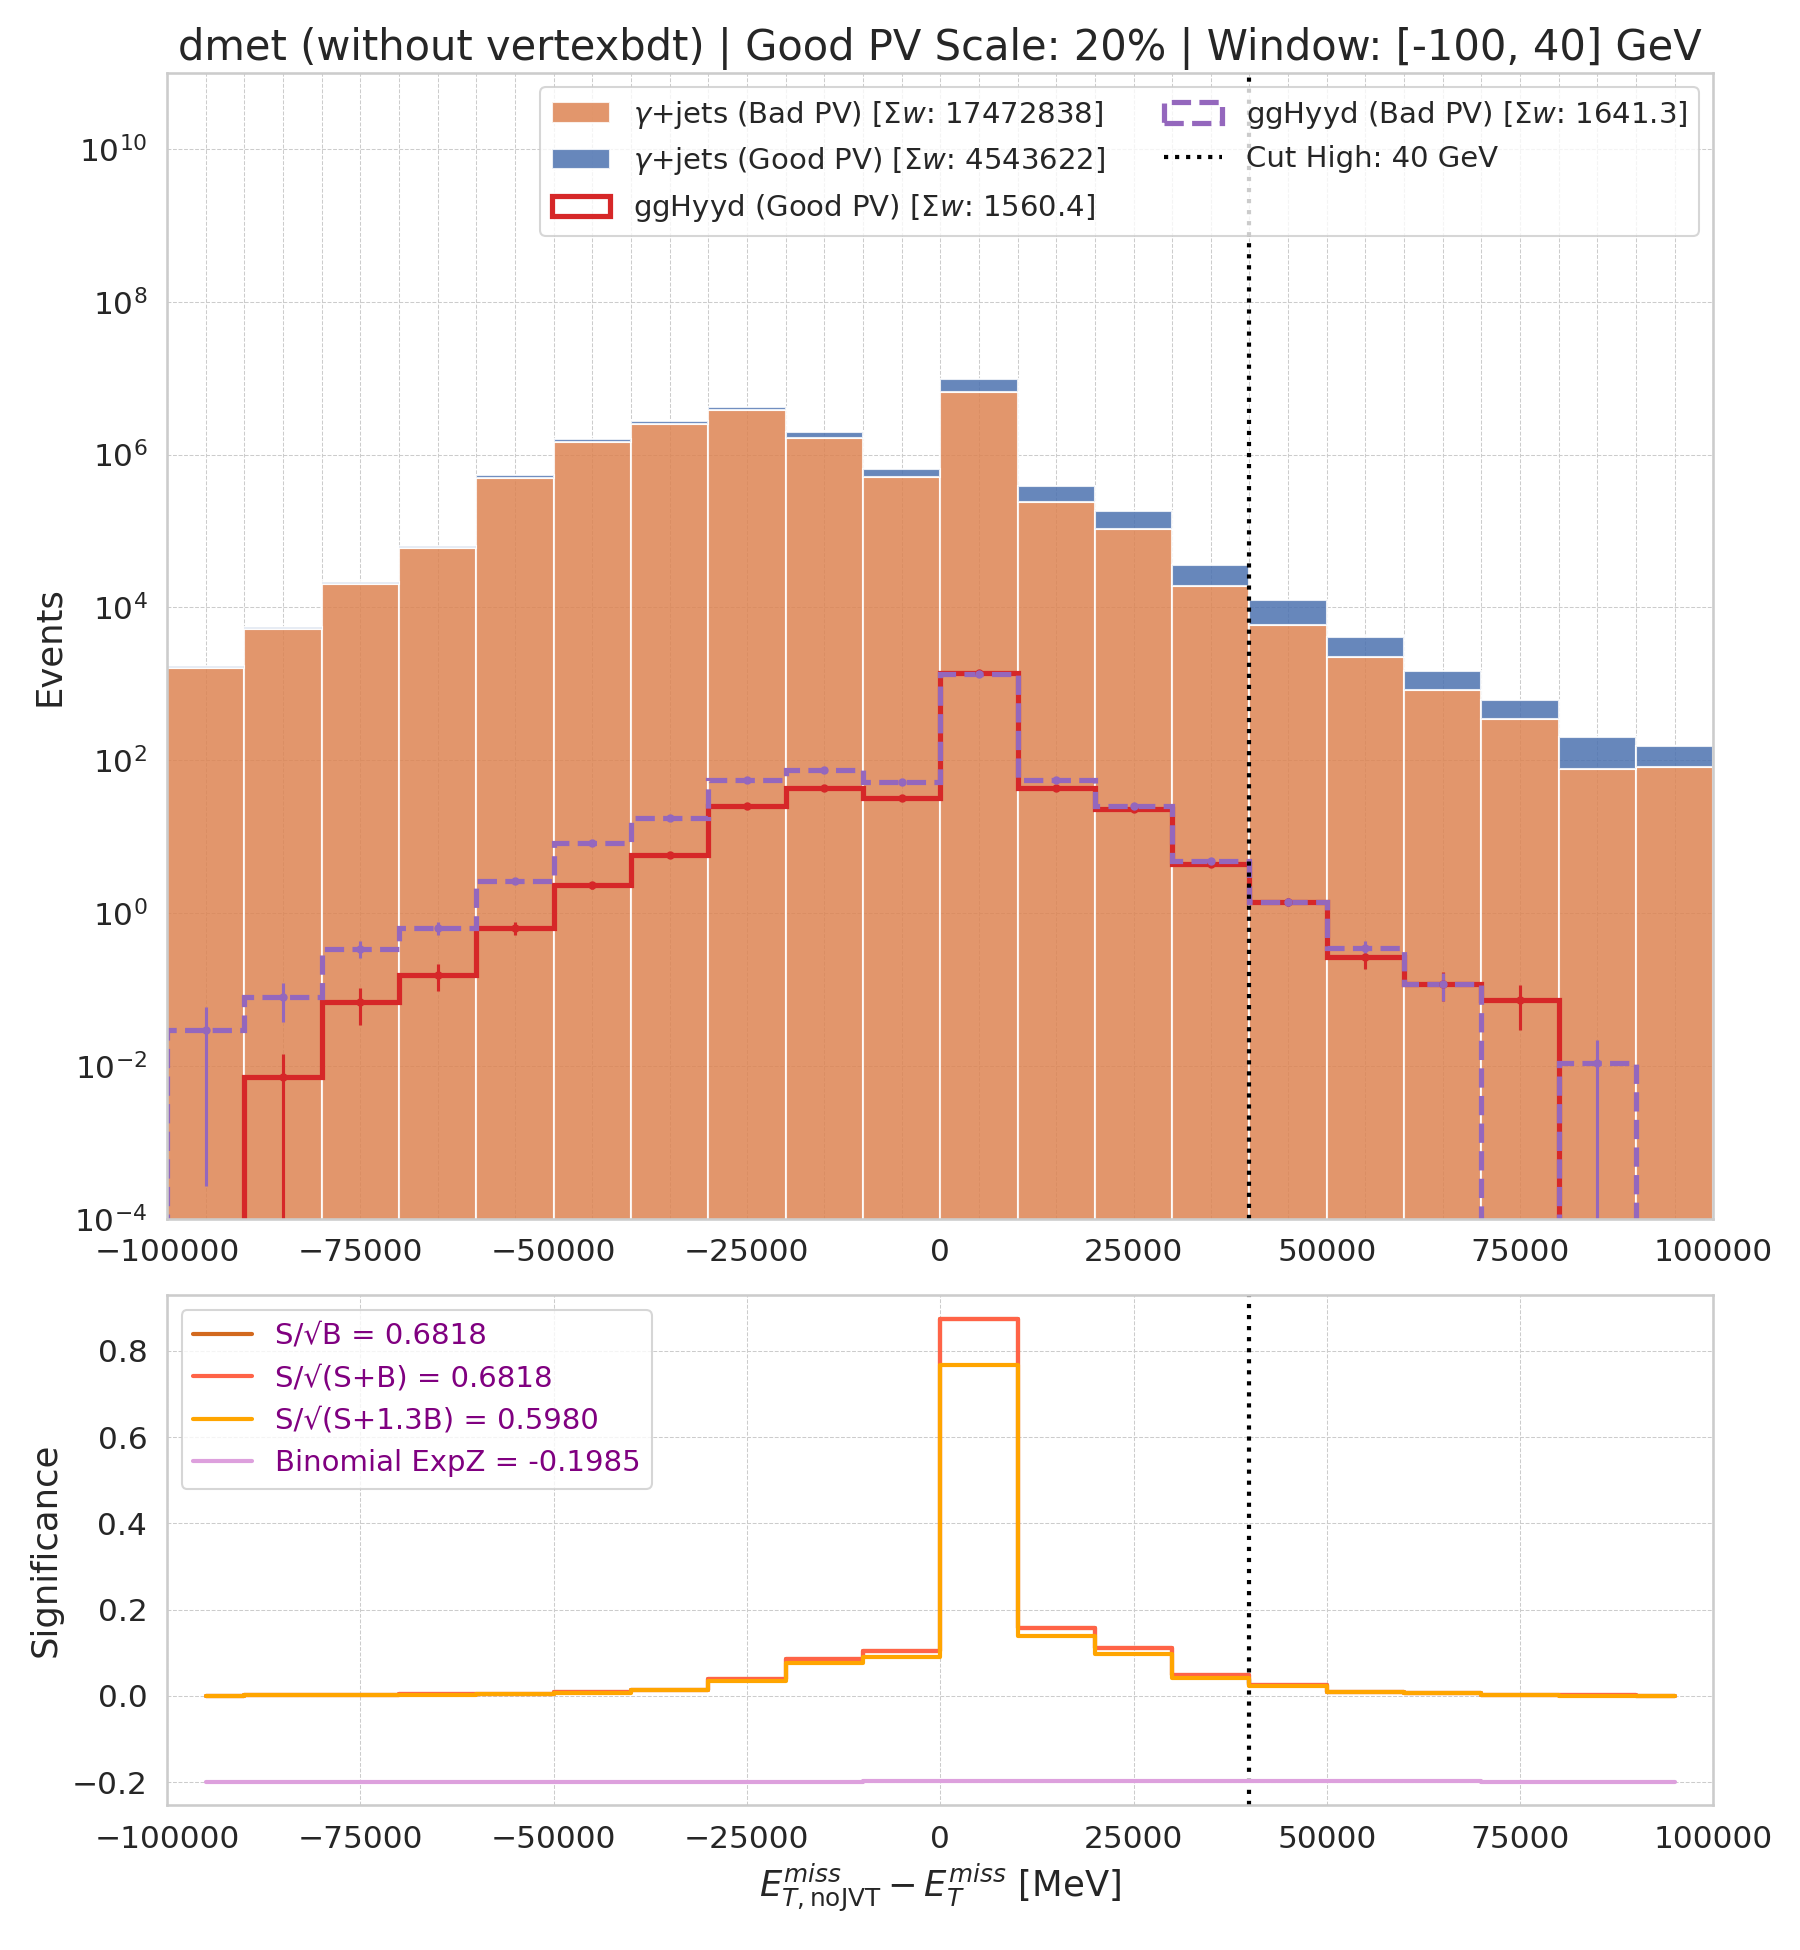 dmet (without vertexbdt) | Good PV Scale: 20% | Window: [-100, 40] GeV
γ+jets (Bad PV) [Σw: 17472838]
γ+jets (Good PV) [Σw: 4543622]
ggHyyd (Good PV) [Σw: 1560.4]
ggHyyd (Bad PV) [Σw: 1641.3]
Cut High: 40 GeV
Events
10^10
10^8
10^6
10^4
10^2
10^0
10^−2
10^−4
−100000 −75000 −50000 −25000 0 25000 50000 75000 100000
S/√B = 0.6818
S/√(S+B) = 0.6818
S/√(S+1.3B) = 0.5980
Binomial ExpZ = -0.1985
Significance
0.8
0.6
0.4
0.2
0.0
−0.2
−100000 −75000 −50000 −25000 0 25000 50000 75000 100000
E_{T,noJVT}^{miss} − E_T^{miss} [MeV]